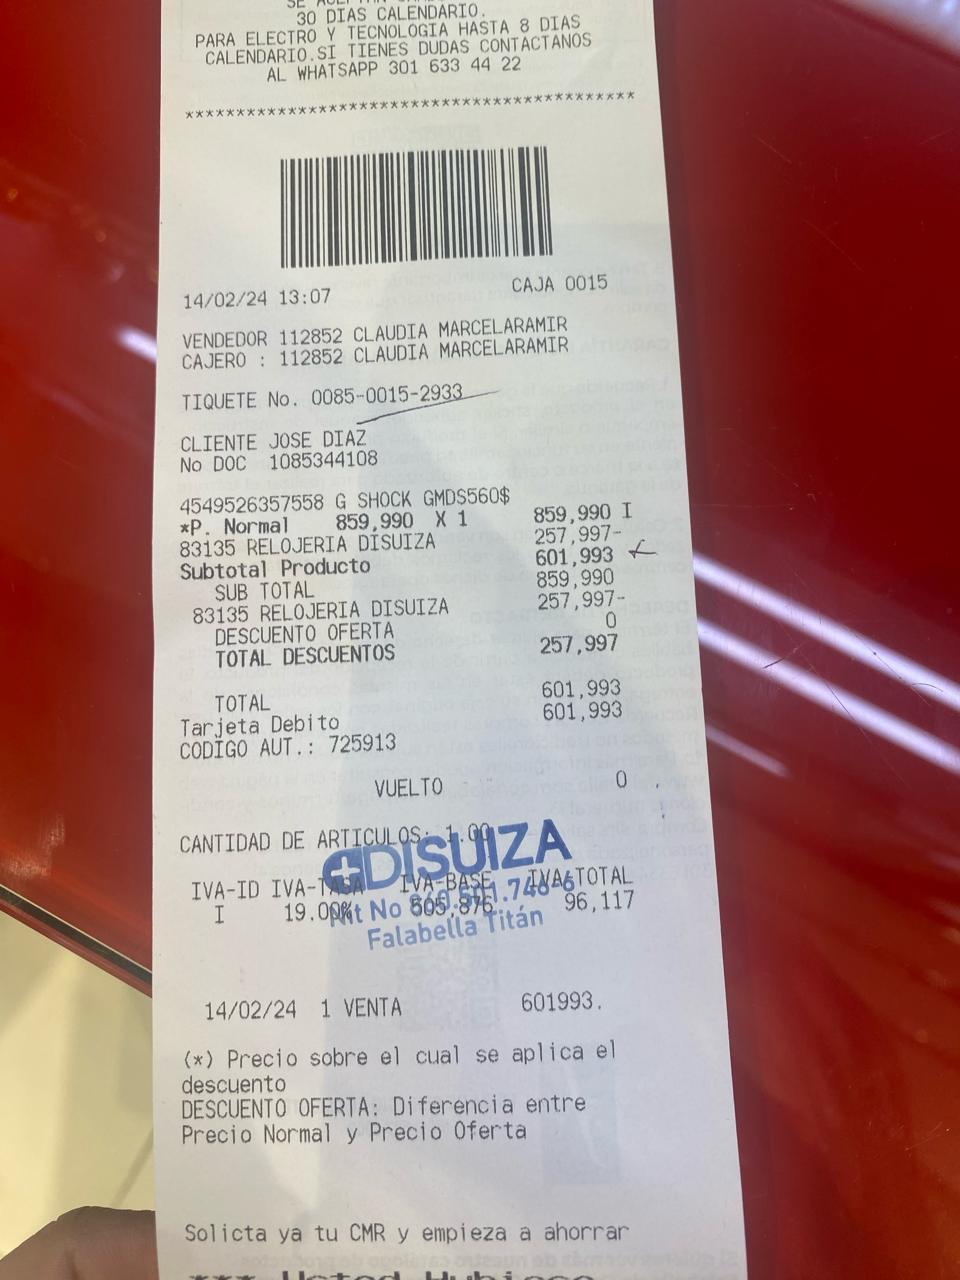 30 DIAS CALENDARIO.
PARA ELECTRO Y TECNOLOGIA HASTA 8 DIAS
CALENDARIO.SI TIENES DUDAS CONTACTANOS
AL WHATSAPP 301 633 44 22
****************************************
14/02/24 13:07 CAJA 0015
VENDEDOR 112852 CLAUDIA MARCELARAMIR
CAJERO : 112852 CLAUDIA MARCELARAMIR
TIQUETE No. 0085-0015-2933
CLIENTE JOSE DIAZ
No DOC 1085344108
4549526357558 G SHOCK GMDS560$
*P. Normal 859,990 X 1 859,990 I
83135 RELOJERIA DISUIZA 257,997-
Subtotal Producto 601,993
SUB TOTAL 859,990
83135 RELOJERIA DISUIZA 257,997-
DESCUENTO OFERTA 0
TOTAL DESCUENTOS 257,997
TOTAL 601,993
Tarjeta Debito 601,993
CODIGO AUT.: 725913
VUELTO 0
CANTIDAD DE ARTICULOS: 1.00
DISUIZA
IVA-ID IVA-TASA IVA-BASE IVA-TOTAL
I 19.00% 505,876 96,117
Nit No
Falabella Titán
14/02/24 1 VENTA 601993.
(*) Precio sobre el cual se aplica el
descuento
DESCUENTO OFERTA: Diferencia entre
Precio Normal y Precio Oferta
Solicta ya tu CMR y empieza a ahorrar